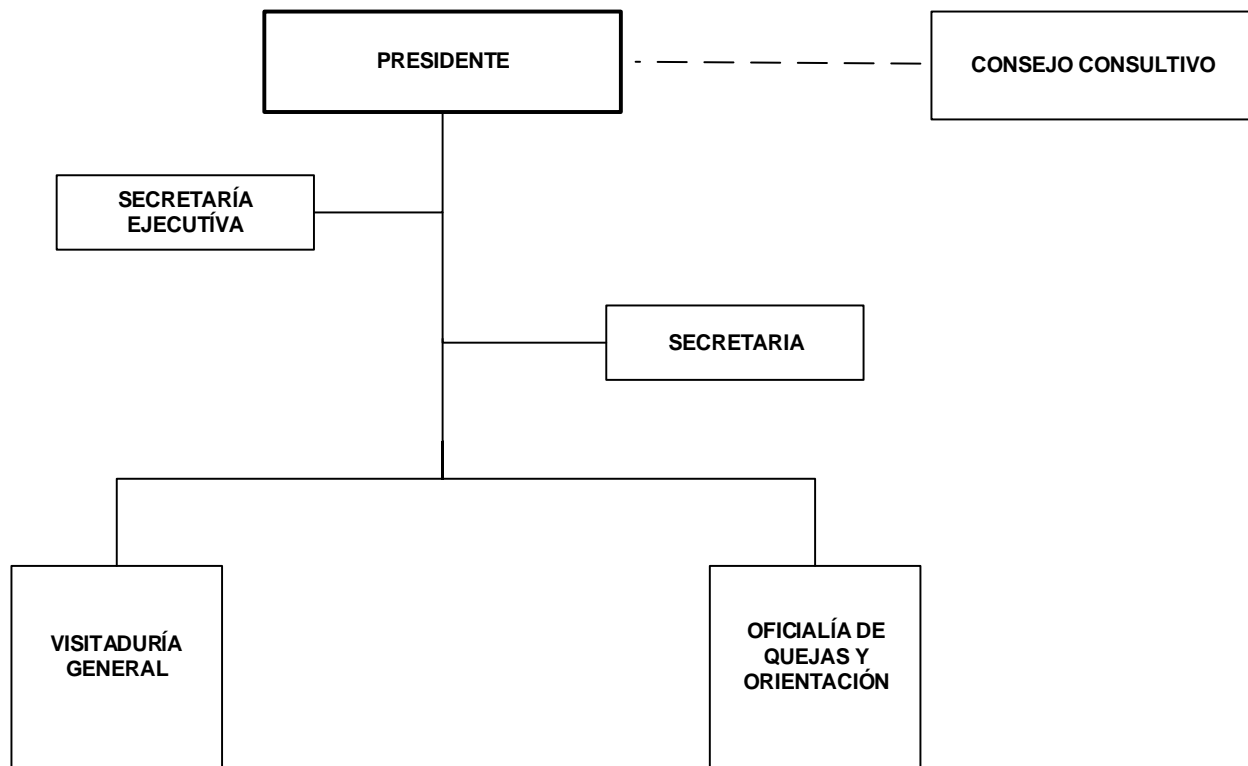 PRESIDENTE
CONSEJO CONSULTIVO
SECRETARÍA
EJECUTÍVA
SECRETARIA
VISITADURÍA
GENERAL
OFICIALÍA DE
QUEJAS Y
ORIENTACIÓN